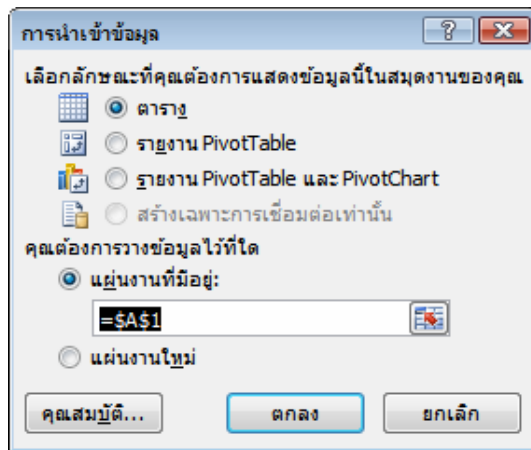 การนำเข้าข้อมูล
เลือกลักษณะที่คุณต้องการแสดงข้อมูลนี้ในสมุดงานของคุณ
ตาราง
รายงาน PivotTable
รายงาน PivotTable และ PivotChart
สร้างเฉพาะการเชื่อมต่อเท่านั้น
คุณต้องการวางข้อมูลไว้ที่ใด
แผ่นงานที่มีอยู่:
=$A$1
แผ่นงานใหม่
คุณสมบัติ... ตกลง ยกเลิก